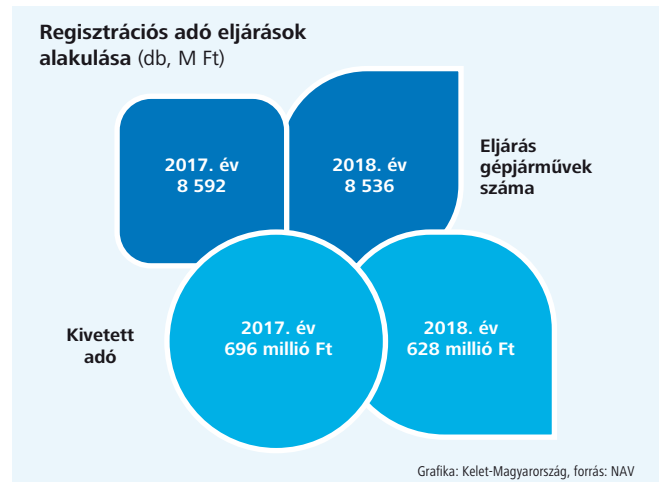 Regisztrációs adó eljárások
alakulása (db, M Ft)
2017. év
8 592
2018. év
8 536
Eljárás
gépjárművek
száma
Kivetett
adó
2017. év
696 millió Ft
2018. év
628 millió Ft
Grafika: Kelet-Magyarország, forrás: NAV